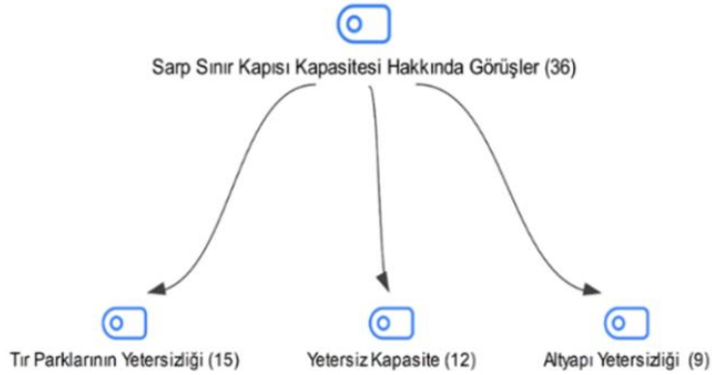 Sarp Sınır Kapısı Kapasitesi Hakkında Görüşler (36)
Tır Parklarının Yetersizliği (15)
Yetersiz Kapasite (12)
Altyapı Yetersizliği (9)